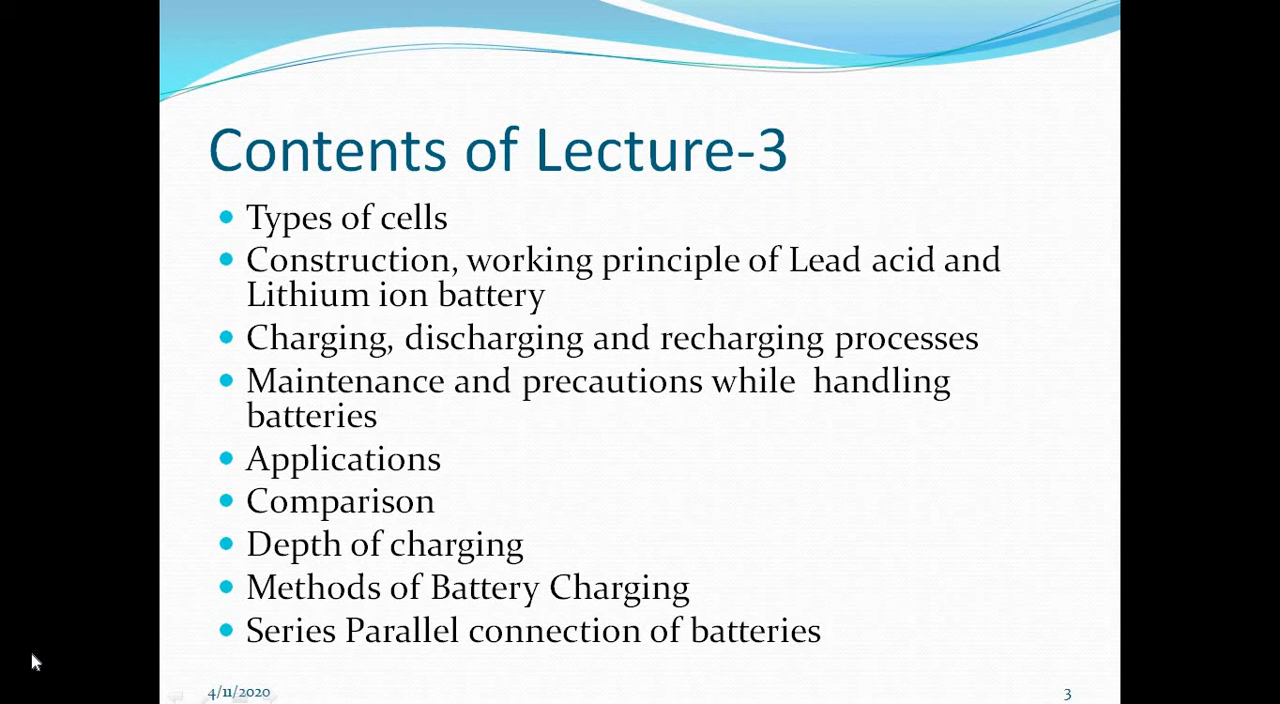 Contents of Lecture-3
Types of cells
Construction, working principle of Lead acid and
Lithium ion battery
Charging, discharging and recharging processes
Maintenance and precautions while  handling
batteries
Applications
Comparison
Depth of charging
Methods of Battery Charging
Series Parallel connection of batteries
4/11/2020
3